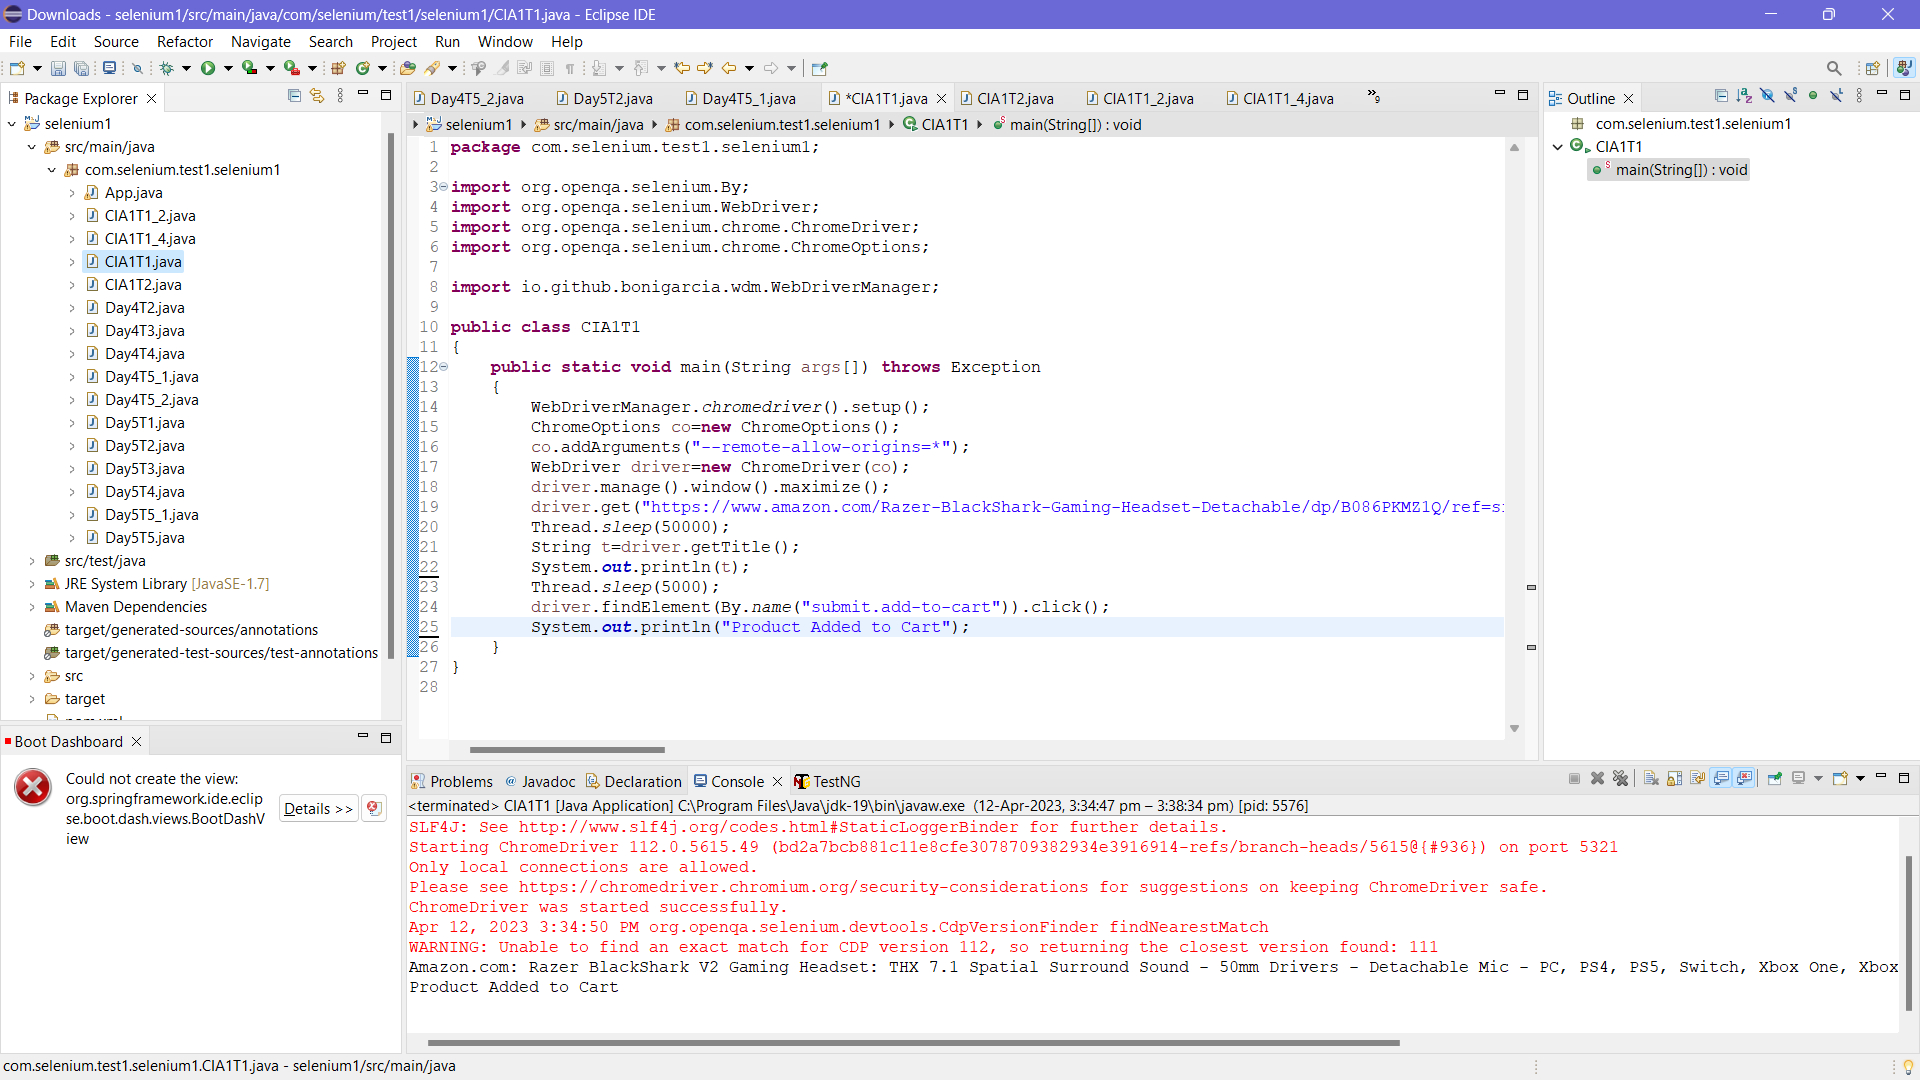 Downloads - selenium1/src/main/java/com/selenium/test1/selenium1/CIA1T1.java - Eclipse IDE
File Edit Source Refactor Navigate Search Project Run Window Help
Package Explorer
selenium1
src/main/java
com.selenium.test1.selenium1
App.java
CIA1T1_2.java
CIA1T1_4.java
CIA1T1.java
CIA1T2.java
Day4T2.java
Day4T3.java
Day4T4.java
Day4T5_1.java
Day4T5_2.java
Day5T1.java
Day5T2.java
Day5T3.java
Day5T4.java
Day5T5_1.java
Day5T5.java
src/test/java
JRE System Library [JavaSE-1.7]
Maven Dependencies
target/generated-sources/annotations
target/generated-test-sources/test-annotations
src
target
Boot Dashboard
Could not create the view:
org.springframework.ide.eclip
se.boot.dash.views.BootDashV
iew
Details >>
Day4T5_2.java Day5T2.java Day4T5_1.java *CIA1T1.java CIA1T2.java CIA1T1_2.java CIA1T1_4.java »9
selenium1 src/main/java com.selenium.test1.selenium1 CIA1T1 main(String[]) : void
1 package com.selenium.test1.selenium1;
2
3 import org.openqa.selenium.By;
4 import org.openqa.selenium.WebDriver;
5 import org.openqa.selenium.chrome.ChromeDriver;
6 import org.openqa.selenium.chrome.ChromeOptions;
7
8 import io.github.bonigarcia.wdm.WebDriverManager;
9
10 public class CIA1T1
11 {
12 public static void main(String args[]) throws Exception
13 {
14 WebDriverManager.chromedriver().setup();
15 ChromeOptions co=new ChromeOptions();
16 co.addArguments("--remote-allow-origins=*");
17 WebDriver driver=new ChromeDriver(co);
18 driver.manage().window().maximize();
19 driver.get("https://www.amazon.com/Razer-BlackShark-Gaming-Headset-Detachable/dp/B086PKMZ1Q/ref=s
20 Thread.sleep(50000);
21 String t=driver.getTitle();
22 System.out.println(t);
23 Thread.sleep(5000);
24 driver.findElement(By.name("submit.add-to-cart")).click();
25 System.out.println("Product Added to Cart");
26 }
27 }
28
Outline
com.selenium.test1.selenium1
CIA1T1
main(String[]) : void
Problems Javadoc Declaration Console TestNG
<terminated> CIA1T1 [Java Application] C:\Program Files\Java\jdk-19\bin\javaw.exe (12-Apr-2023, 3:34:47 pm – 3:38:34 pm) [pid: 5576]
SLF4J: See http://www.slf4j.org/codes.html#StaticLoggerBinder for further details.
Starting ChromeDriver 112.0.5615.49 (bd2a7bcb881c11e8cfe3078709382934e3916914-refs/branch-heads/5615@{#936}) on port 5321
Only local connections are allowed.
Please see https://chromedriver.chromium.org/security-considerations for suggestions on keeping ChromeDriver safe.
ChromeDriver was started successfully.
Apr 12, 2023 3:34:50 PM org.openqa.selenium.devtools.CdpVersionFinder findNearestMatch
WARNING: Unable to find an exact match for CDP version 112, so returning the closest version found: 111
Amazon.com: Razer BlackShark V2 Gaming Headset: THX 7.1 Spatial Surround Sound - 50mm Drivers - Detachable Mic - PC, PS4, PS5, Switch, Xbox One, Xbox
Product Added to Cart
com.selenium.test1.selenium1.CIA1T1.java - selenium1/src/main/java